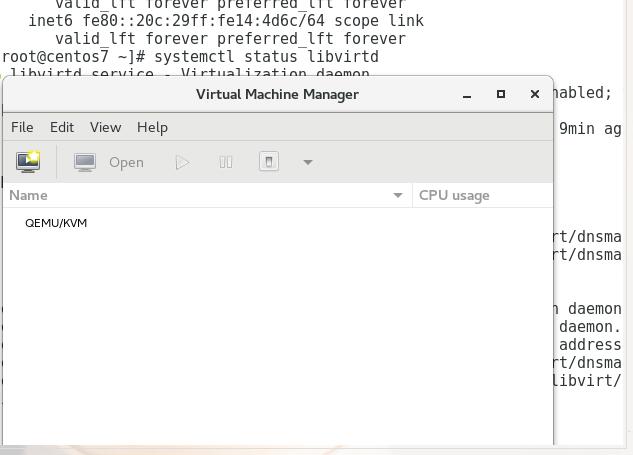 valid_lft forever preferred_lft forever
inet6 fe80::20c:29ff:fe14:4d6c/64 scope link
valid_lft forever preferred_lft forever
root@centos7 ~]# systemctl status libvirtd
libvirtd.service - Virtualization daemon
Virtual Machine Manager
nabled;
File Edit View Help
9min ag
Open
Name CPU usage
QEMU/KVM
rt/dnsma
rt/dnsma
n daemon
daemon.
address
rt/dnsma
libvirt/